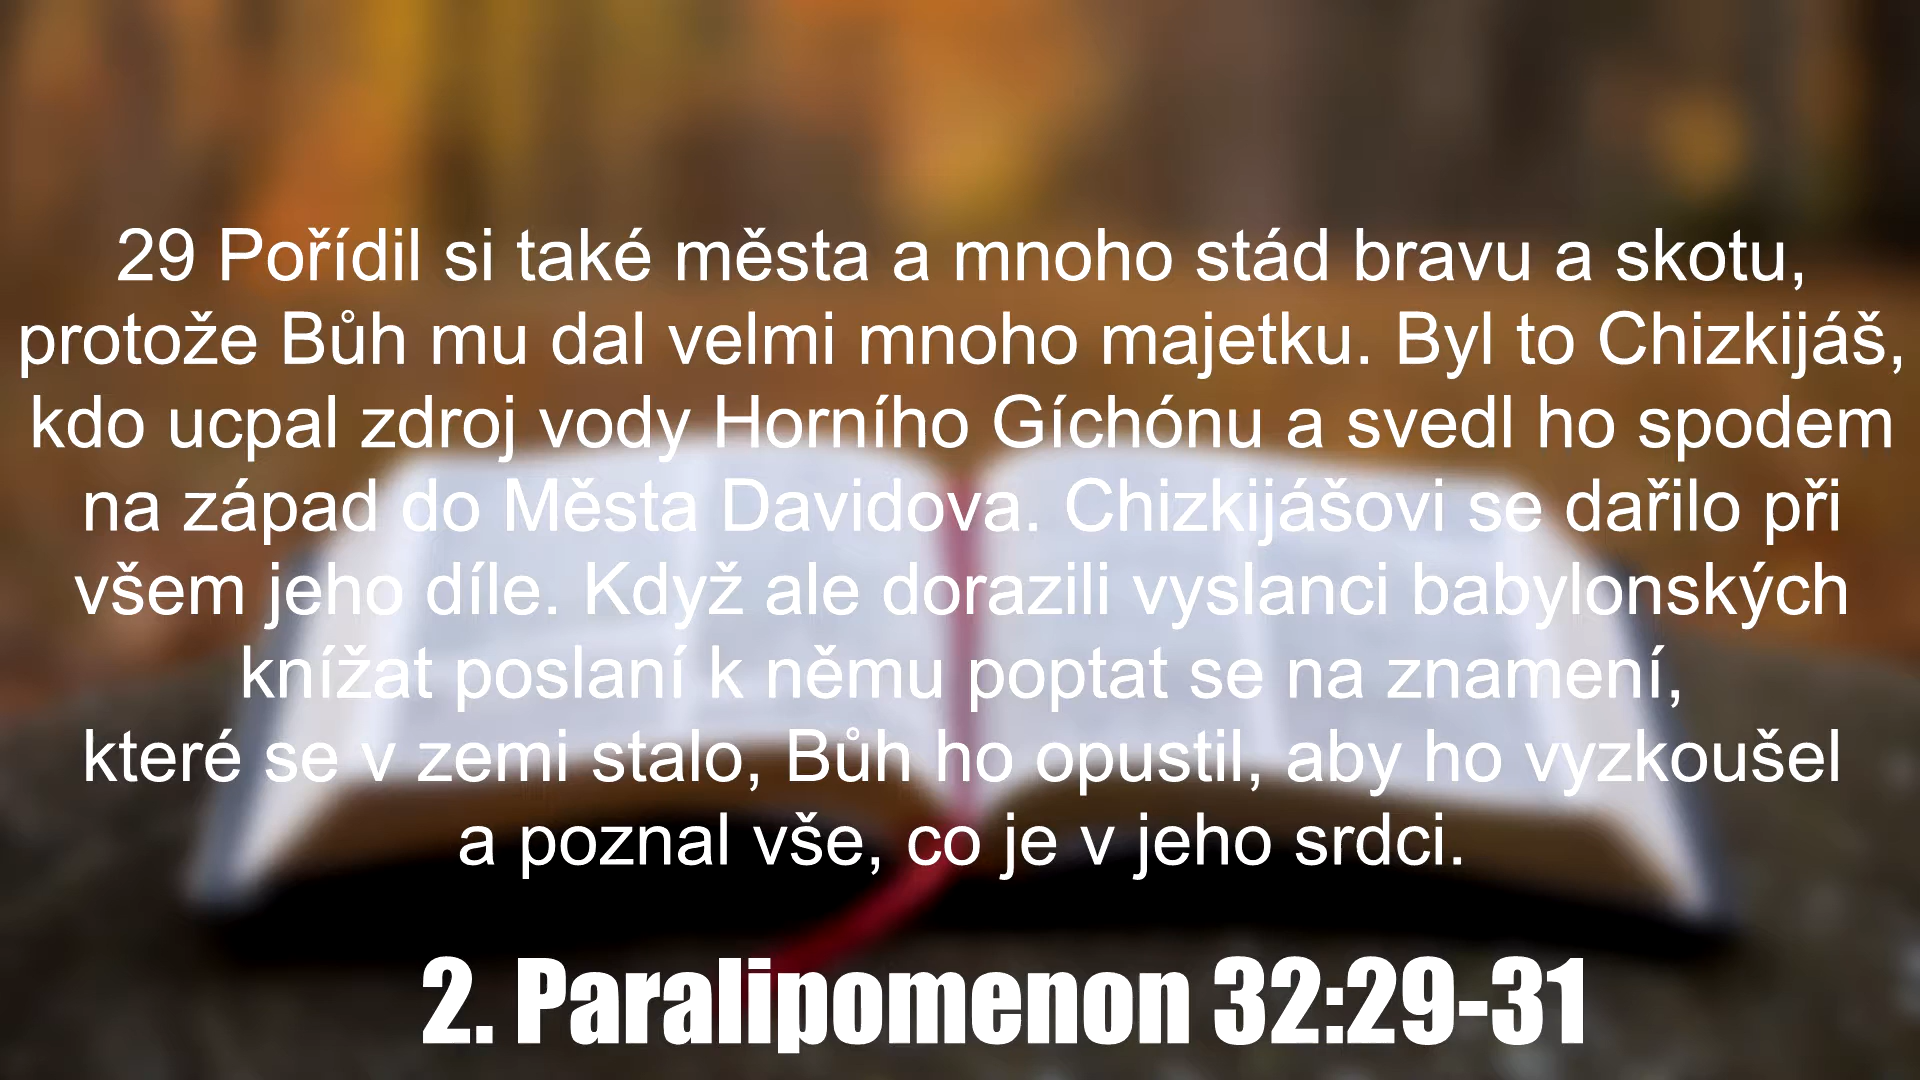 29 Pořídil si také města a mnoho stád bravu a skotu,
protože Bůh mu dal velmi mnoho majetku. Byl to Chizkijáš,
kdo ucpal zdroj vody Horního Gíchónu a svedl ho spodem
na západ do Města Davidova. Chizkijášovi se dařilo při
všem jeho díle. Když ale dorazili vyslanci babylonských
knížat poslaní k němu poptat se na znamení,
které se v zemi stalo, Bůh ho opustil, aby ho vyzkoušel
a poznal vše, co je v jeho srdci.
2. Paralipomenon 32:29-31